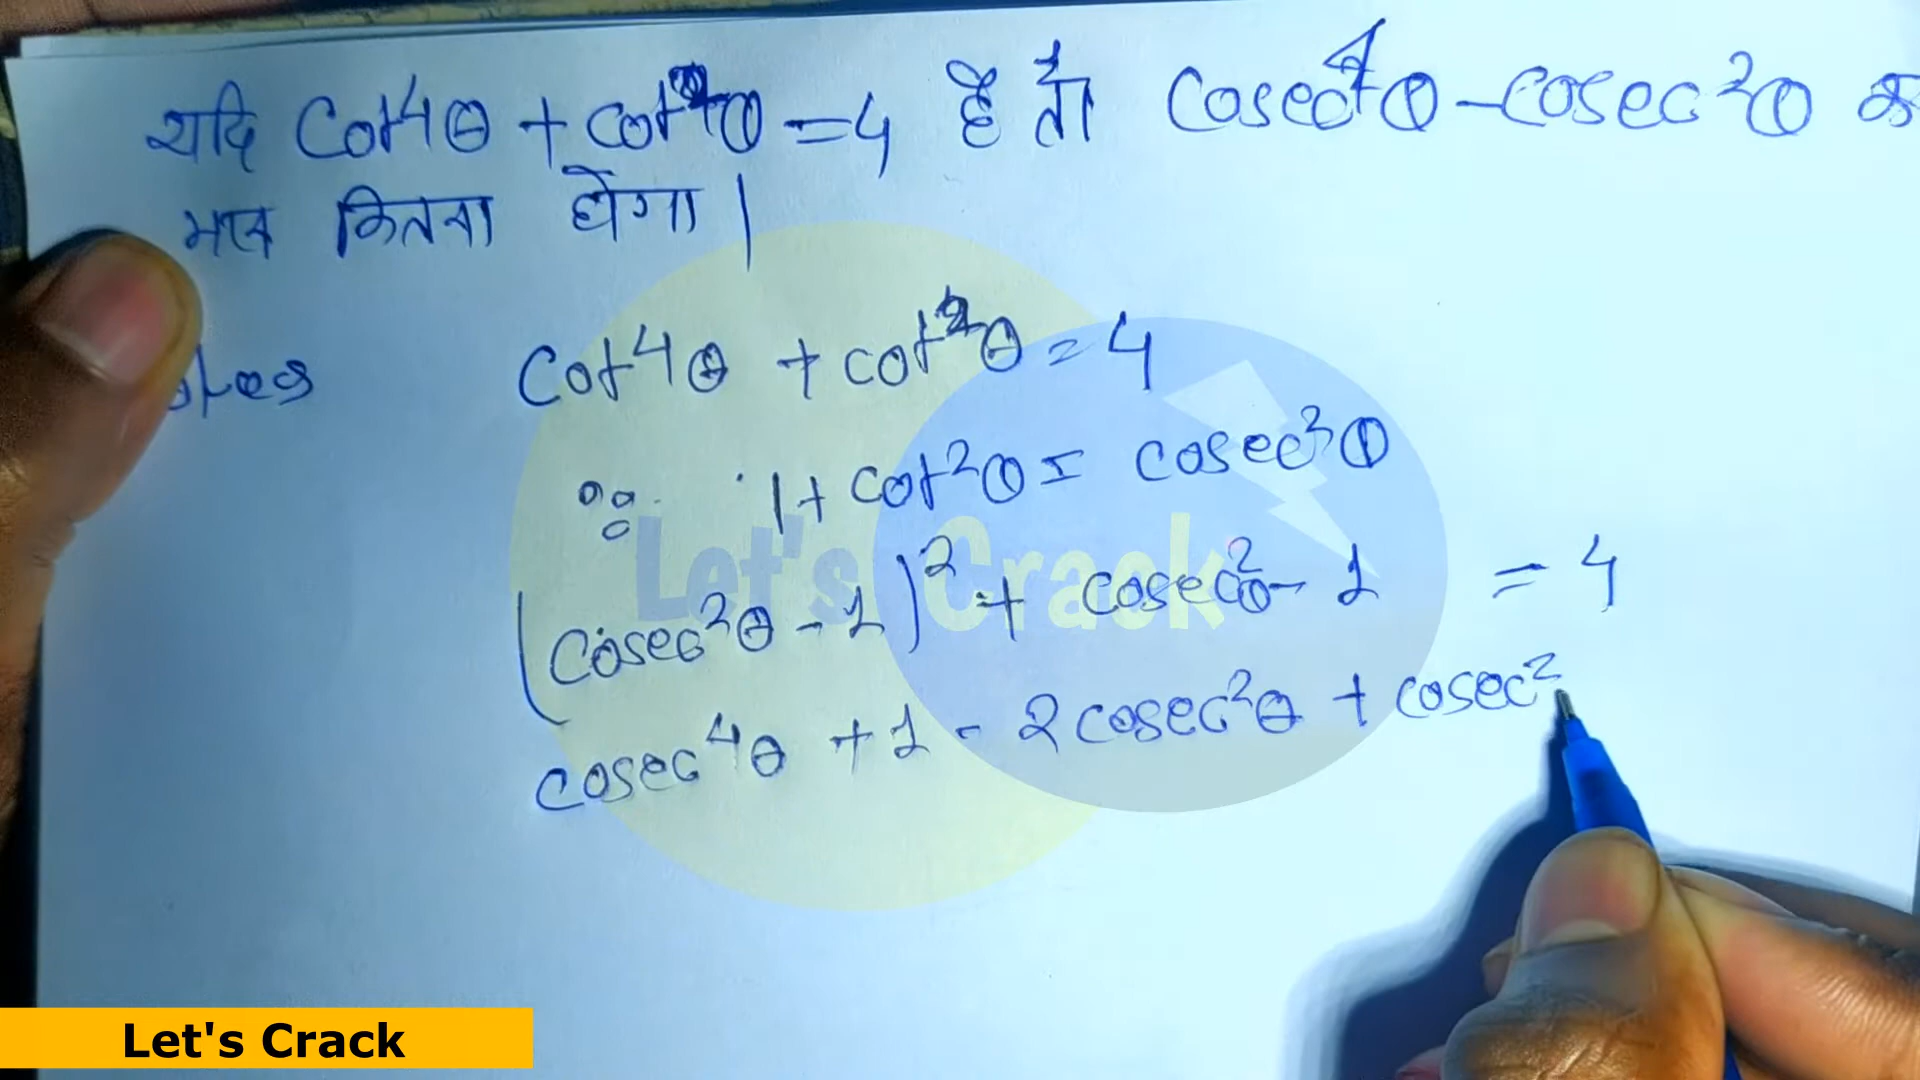 यदि Cot⁴θ + cot²θ = 4 है तो Cosec⁴θ - cosec²θ
मान कितना होगा |
Cot⁴θ + cot²θ = 4
∵ 1 + cot²θ = cosec²θ
(cosec²θ - 1)² + cosec²θ - 1 = 4
cosec⁴θ + 1 - 2cosec²θ + cosec²
Let's Crack
Let's Crack